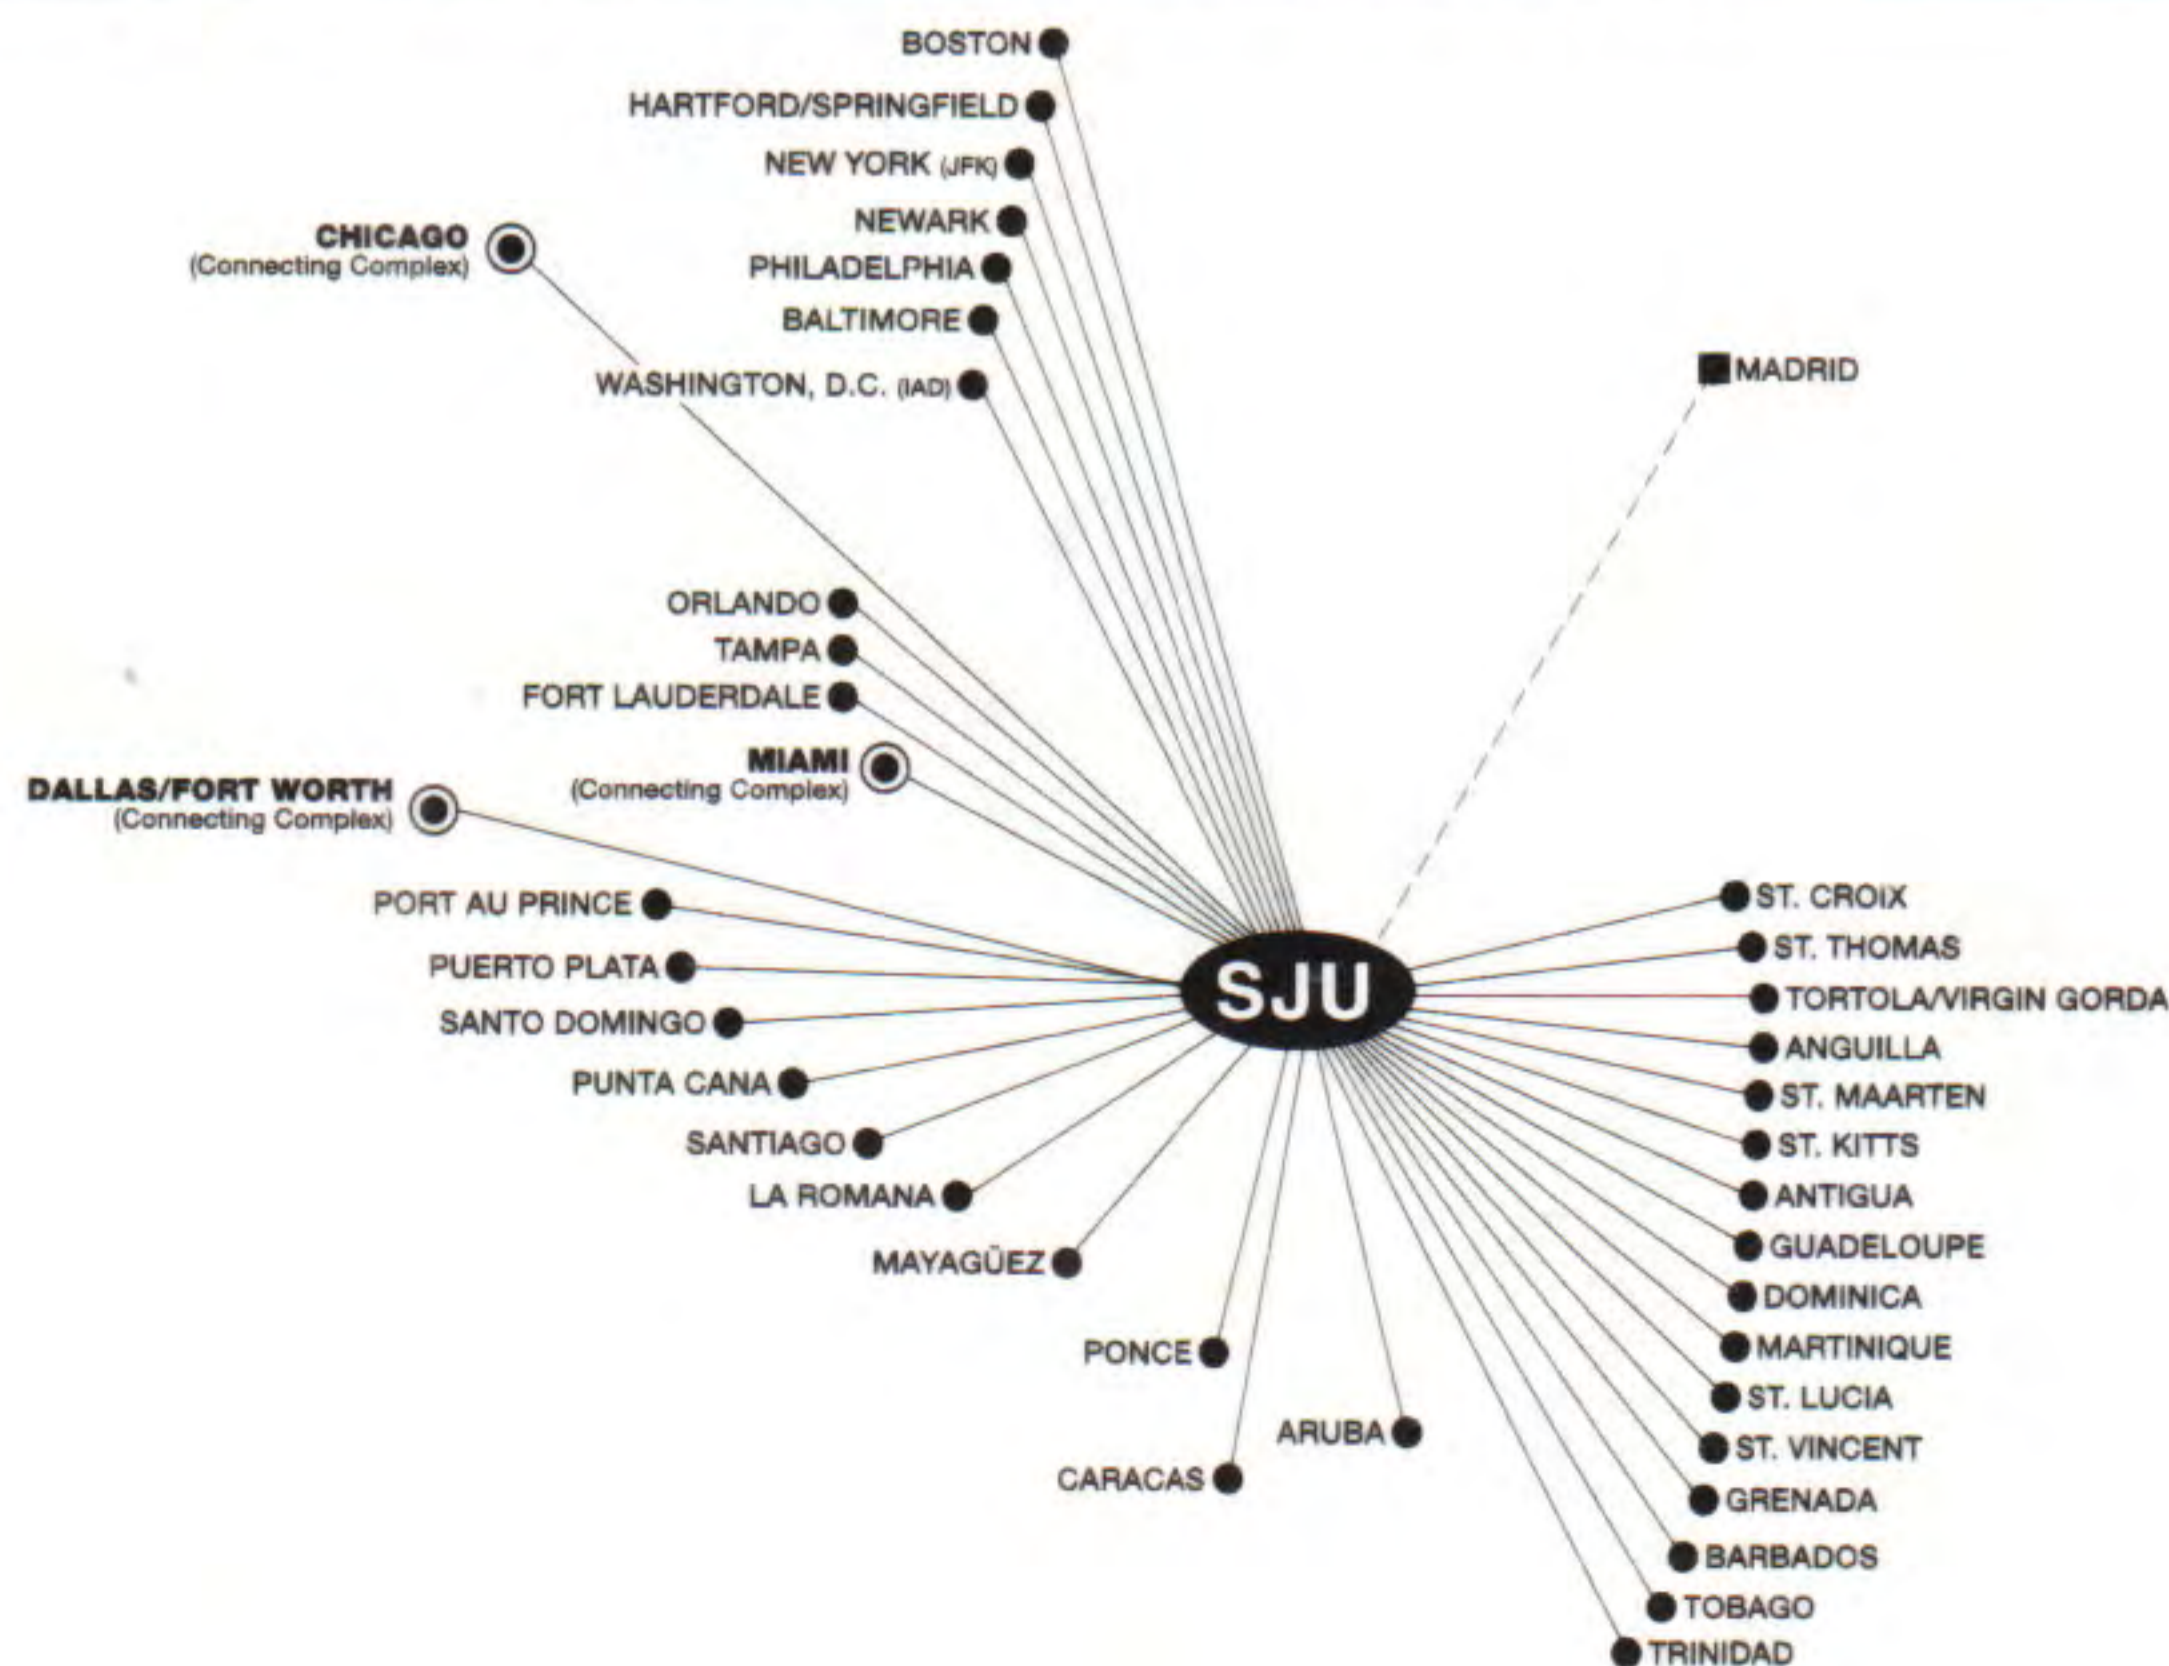 BOSTON
HARTFORD/SPRINGFIELD
NEW YORK (JFK)
NEWARK
CHICAGO
(Connecting Complex)
PHILADELPHIA
BALTIMORE
WASHINGTON, D.C. (IAD)
MADRID
ORLANDO
TAMPA
FORT LAUDERDALE
MIAMI
(Connecting Complex)
DALLAS/FORT WORTH
(Connecting Complex)
PORT AU PRINCE
PUERTO PLATA
SANTO DOMINGO
PUNTA CANA
SANTIAGO
LA ROMANA
MAYAGÜEZ
PONCE
CARACAS
ARUBA
SJU
ST. CROIX
ST. THOMAS
TORTOLA/VIRGIN GORDA
ANGUILLA
ST. MAARTEN
ST. KITTS
ANTIGUA
GUADELOUPE
DOMINICA
MARTINIQUE
ST. LUCIA
ST. VINCENT
GRENADA
BARBADOS
TOBAGO
TRINIDAD